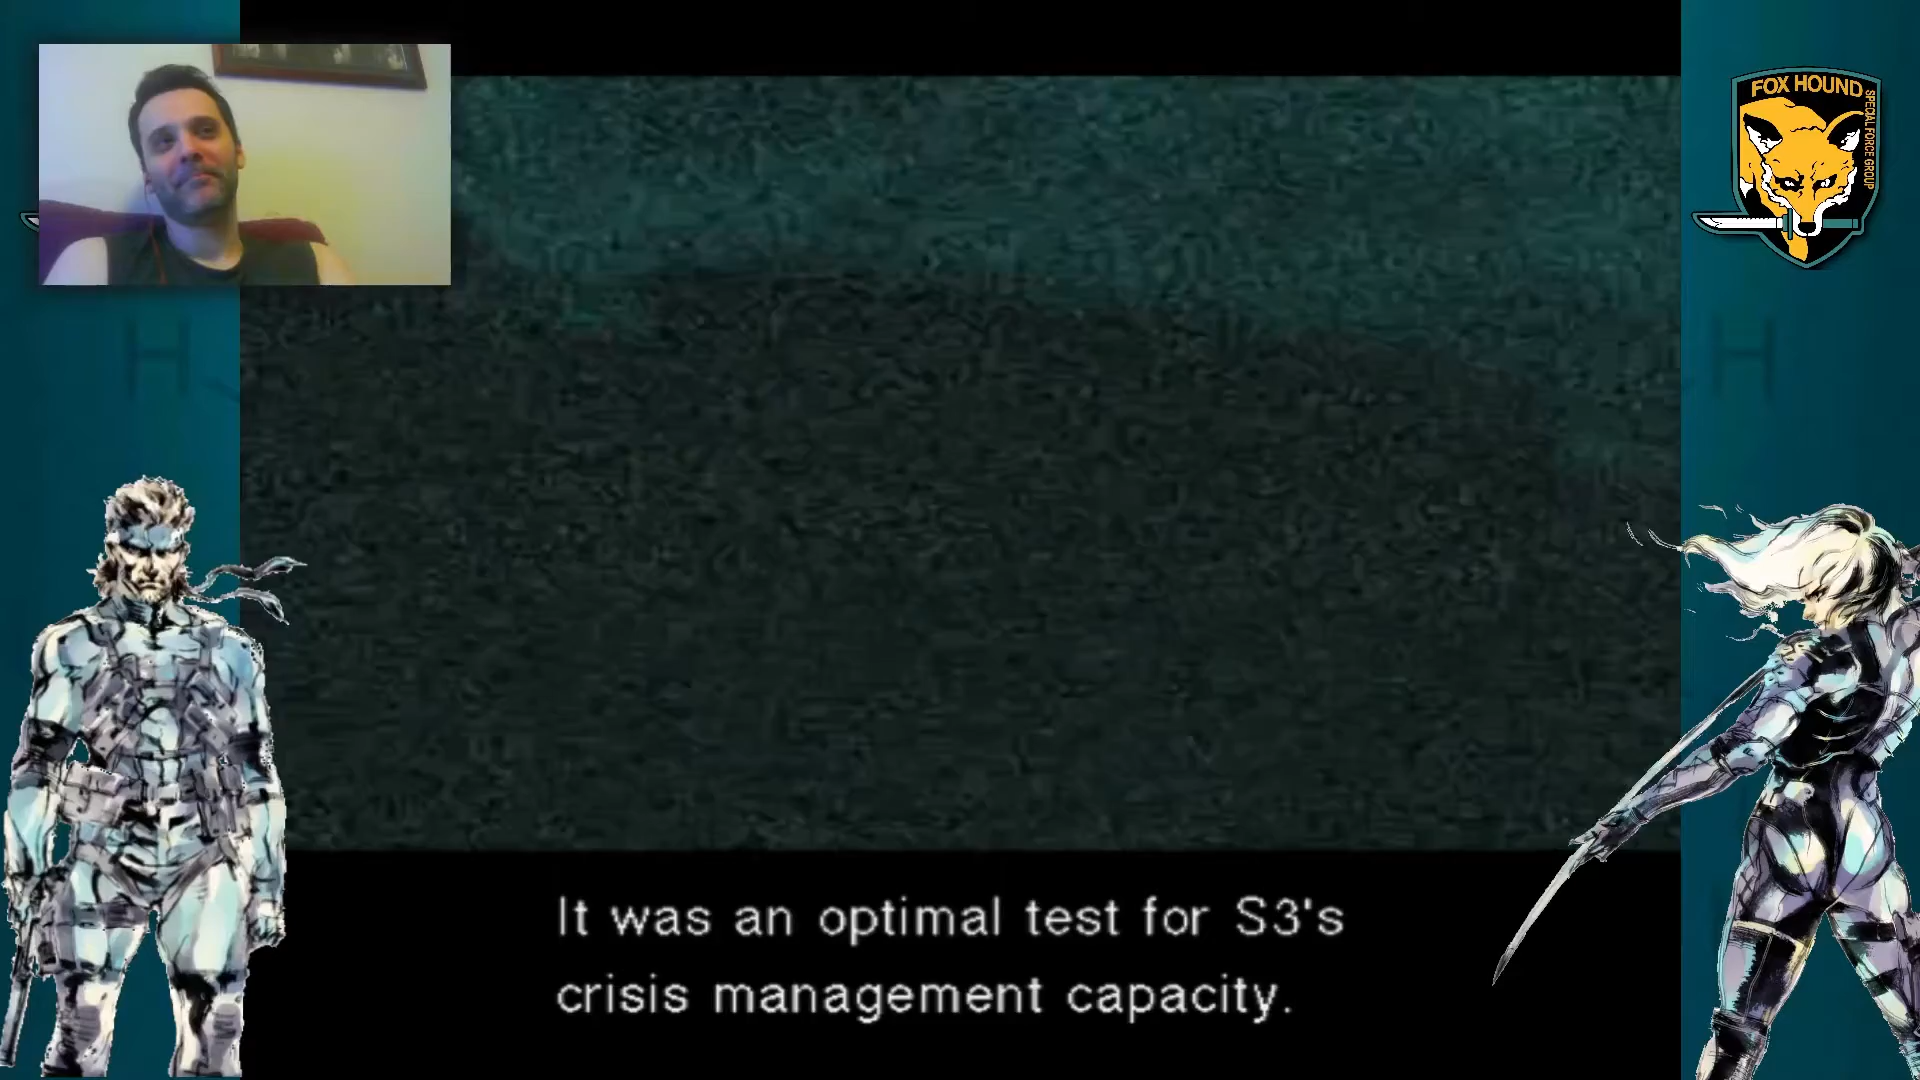 FOX HOUND
SPECIAL FORCE GROUP
H
H
It was an optimal test for S3's
crisis management capacity.